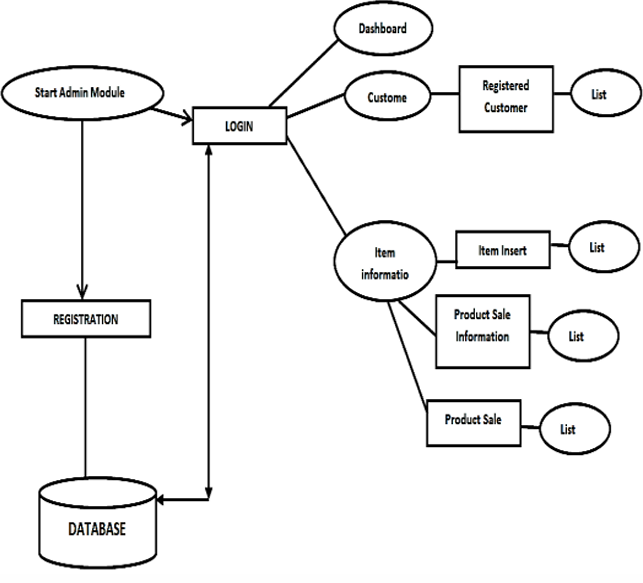 Dashboard
Start Admin Module
Custome
Registered
Customer
List
LOGIN
Item
informatio
Item Insert
List
REGISTRATION
Product Sale
Information
List
Product Sale
List
DATABASE